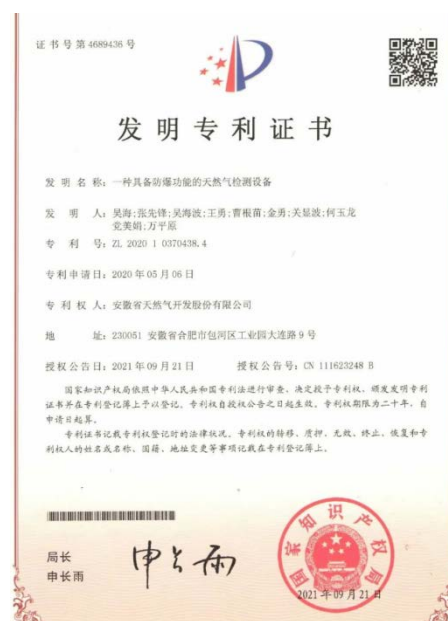 证书号第4689436号
发明专利证书
发明名称：一种具备防爆功能的天然气检测设备
发明人：吴海;张先锋;吴海波;王勇;曹根苗;金勇;关显波;何玉龙
党美娟;万平原
专利号：ZL 2020 1 0370438.4
专利申请日：2020年05月06日
专利权人：安徽省天然气开发股份有限公司
地址：230051 安徽省合肥市包河区工业园大连路9号
授权公告日：2021年09月21日 授权公告号：CN 111623248 B
国家知识产权局依照中华人民共和国专利法进行审查，决定授予专利权，颁发发明专利
证书并在专利登记簿上予以登记。专利权自授权公告之日起生效。专利权期限为二十年，自
申请日起算。
专利证书记载专利权登记时的法律状况。专利权的转移、质押、无效、终止、恢复和专
利权人的姓名或名称、国籍、地址变更等事项记载在专利登记簿上。
局长
申长雨
申长雨
国家知识产权局
2021年09月21日